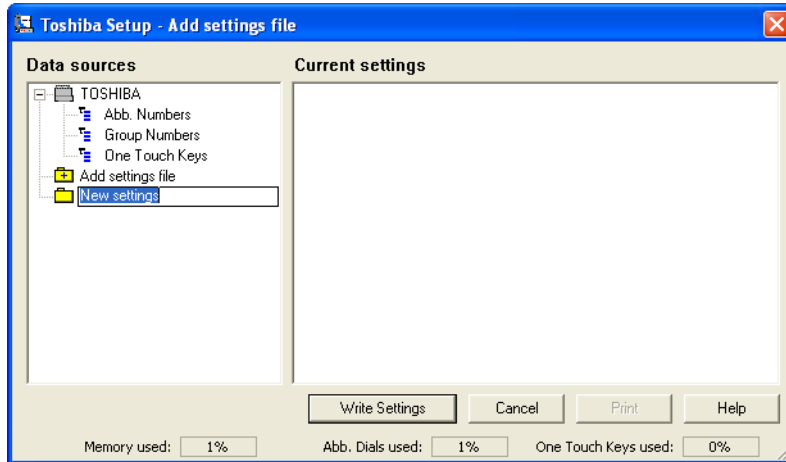 Toshiba Setup - Add settings file
Data sources
Current settings
TOSHIBA
Abb. Numbers
Group Numbers
One Touch Keys
Add settings file
New settings
Write Settings
Cancel
Print
Help
Memory used: 1%
Abb. Dials used: 1%
One Touch Keys used: 0%